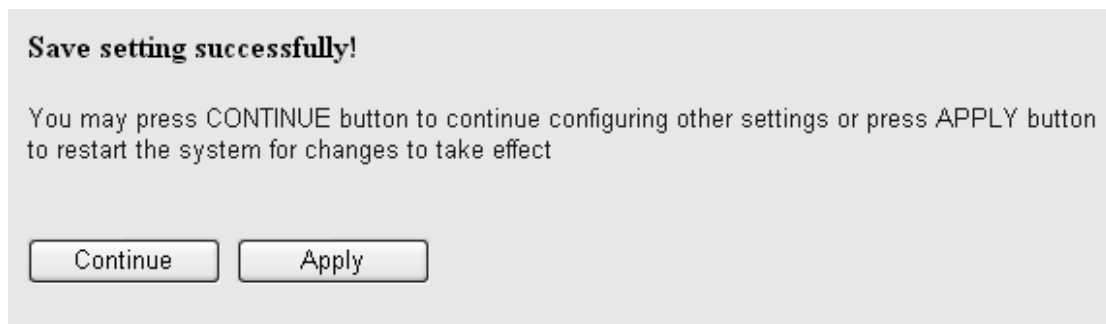 Save setting successfully!
You may press CONTINUE button to continue configuring other settings or press APPLY button
to restart the system for changes to take effect
Continue
Apply